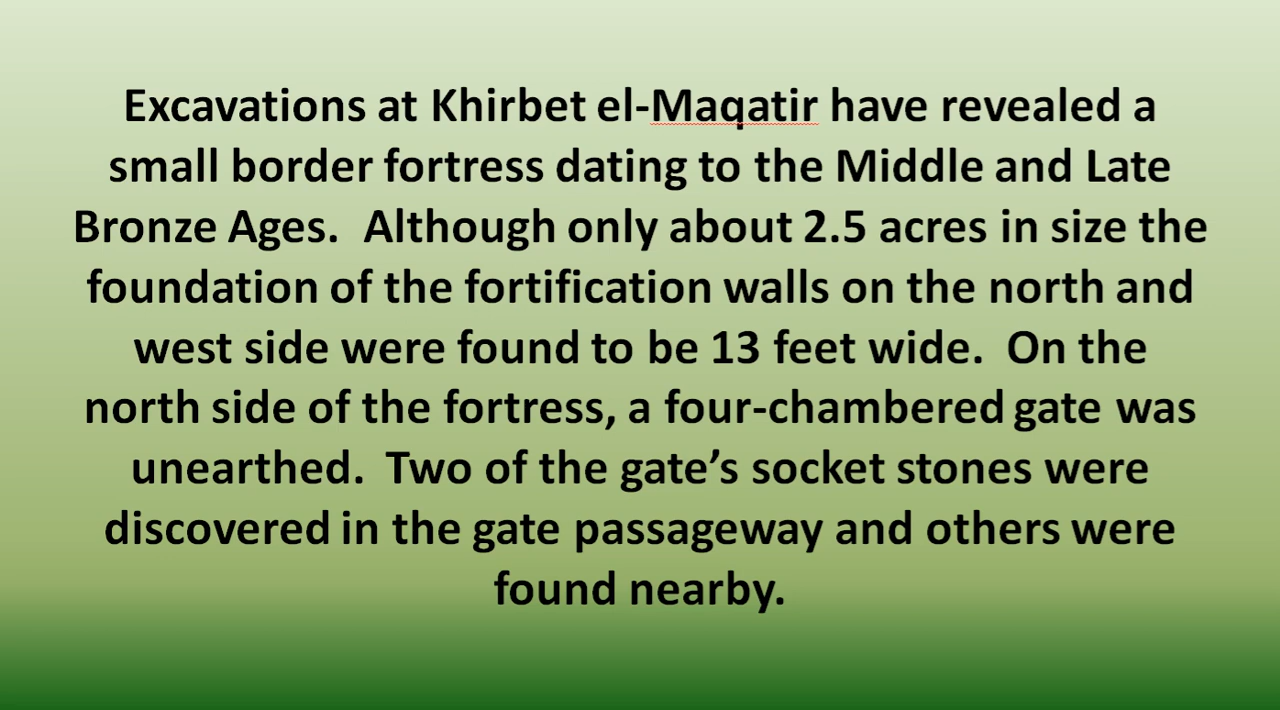 Excavations at Khirbet el-Maqatir have revealed a
small border fortress dating to the Middle and Late
Bronze Ages.  Although only about 2.5 acres in size the
foundation of the fortification walls on the north and
west side were found to be 13 feet wide.  On the
north side of the fortress, a four-chambered gate was
unearthed.  Two of the gate’s socket stones were
discovered in the gate passageway and others were
found nearby.